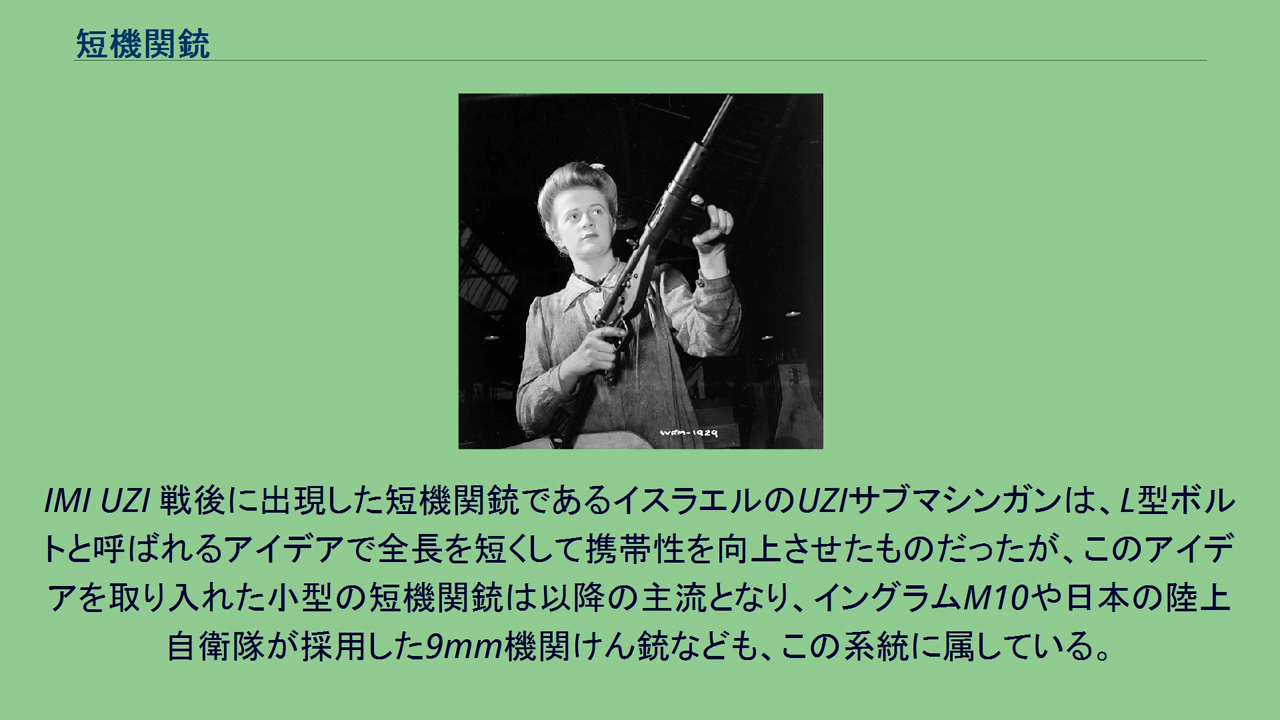 短機関銃
WRM-1929
IMI UZI 戦後に出現した短機関銃であるイスラエルのUZIサブマシンガンは、L型ボル
トと呼ばれるアイデアで全長を短くして携帯性を向上させたものだったが、このアイデ
アを取り入れた小型の短機関銃は以降の主流となり、イングラムM10や日本の陸上
自衛隊が採用した9mm機関けん銃なども、この系統に属している。